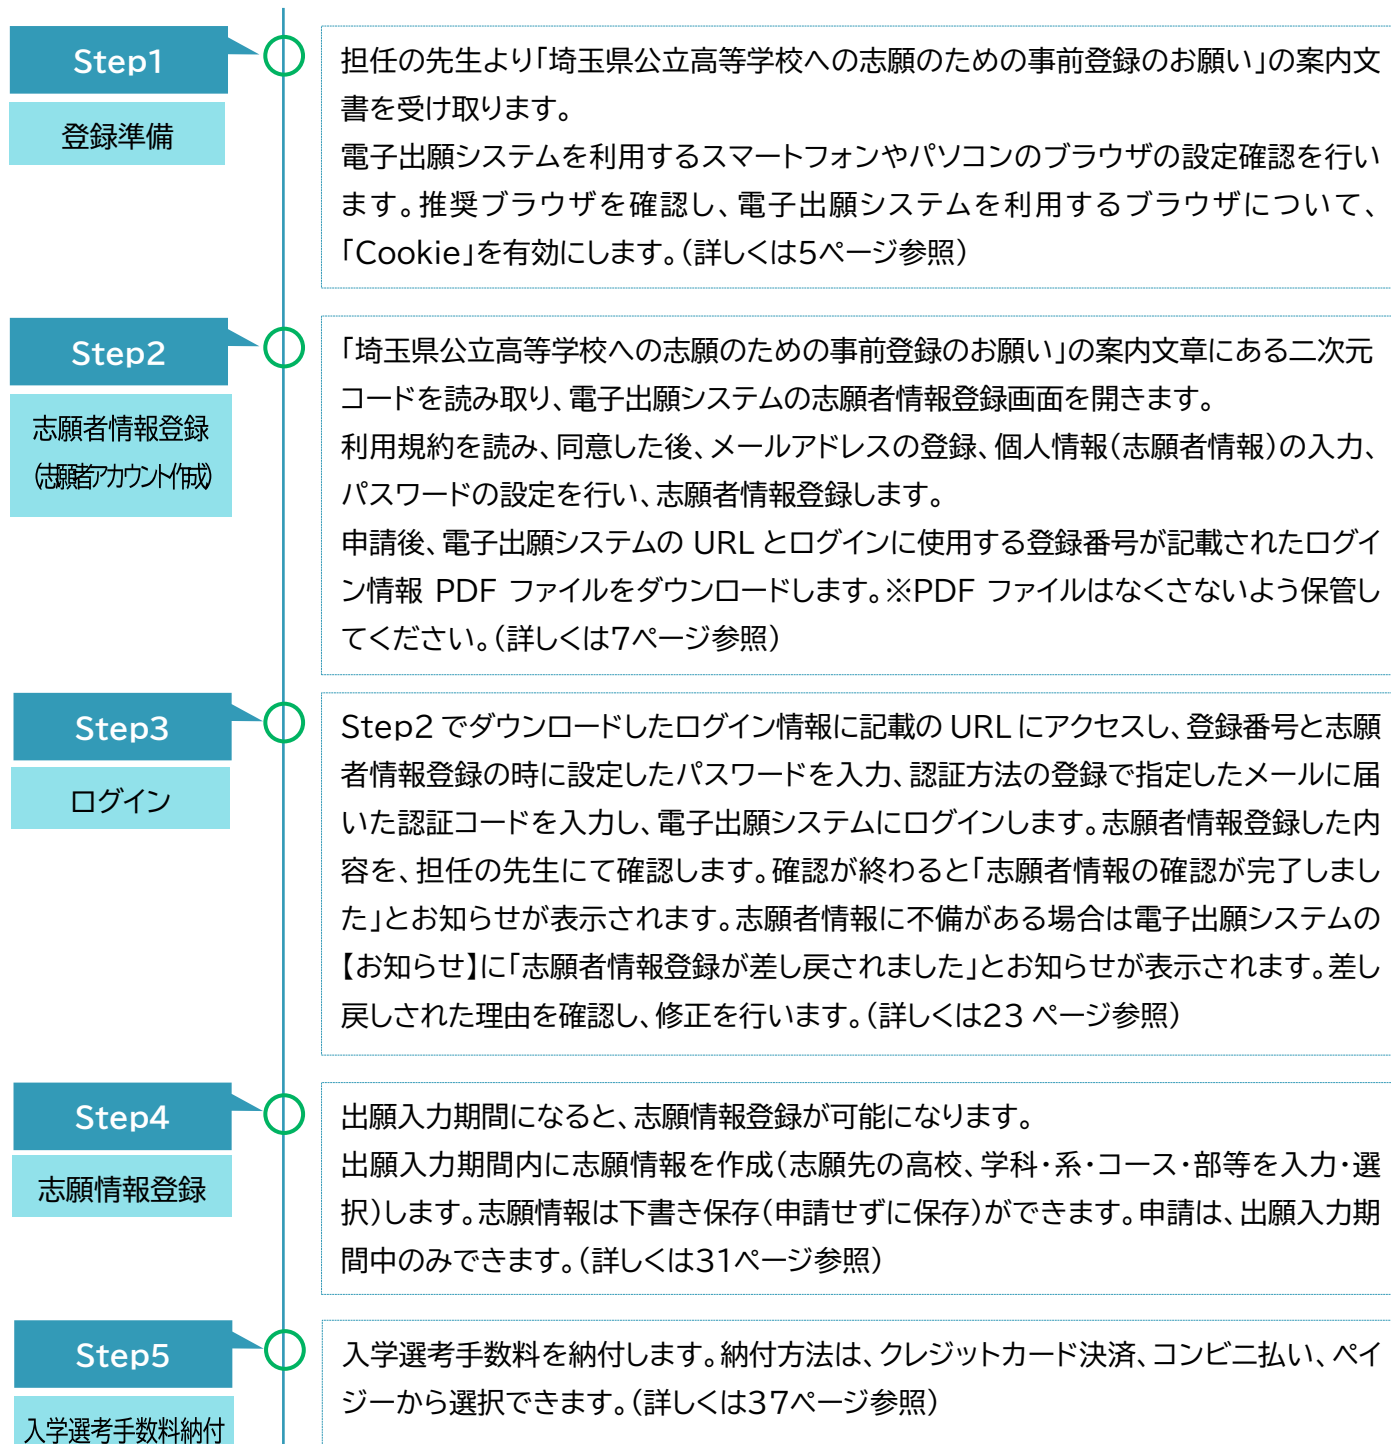 Step1
登録準備
担任の先生より「埼玉県公立高等学校への志願のための事前登録のお願い」の案内文
書を受け取ります。
電子出願システムを利用するスマートフォンやパソコンのブラウザの設定確認を行い
ます。推奨ブラウザを確認し、電子出願システムを利用するブラウザについて、
「Cookie」を有効にします。（詳しくは5ページ参照）
Step2
志願者情報登録
（志願者アカウント作成）
「埼玉県公立高等学校への志願のための事前登録のお願い」の案内文章にある二次元
コードを読み取り、電子出願システムの志願者情報登録画面を開きます。
利用規約を読み、同意した後、メールアドレスの登録、個人情報（志願者情報）の入力、
パスワードの設定を行い、志願者情報登録します。
申請後、電子出願システムの URL とログインに使用する登録番号が記載されたログイ
ン情報 PDF ファイルをダウンロードします。※PDF ファイルはなくさないよう保管し
てください。（詳しくは7ページ参照）
Step3
ログイン
Step2 でダウンロードしたログイン情報に記載の URL にアクセスし、登録番号と志願
者情報登録の時に設定したパスワードを入力、認証方法の登録で指定したメールに届
いた認証コードを入力し、電子出願システムにログインします。志願者情報登録した内
容を、担任の先生にて確認します。確認が終わると「志願者情報の確認が完了しまし
た」とお知らせが表示されます。志願者情報に不備がある場合は電子出願システムの
【お知らせ】に「志願者情報登録が差し戻されました」とお知らせが表示されます。差し
戻しされた理由を確認し、修正を行います。（詳しくは23 ページ参照）
Step4
志願情報登録
出願入力期間になると、志願情報登録が可能になります。
出願入力期間内に志願情報を作成（志願先の高校、学科・系・コース・部等を入力・選
択）します。志願情報は下書き保存（申請せずに保存）ができます。申請は、出願入力期
間中のみできます。（詳しくは31ページ参照）
Step5
入学選考手数料納付
入学選考手数料を納付します。納付方法は、クレジットカード決済、コンビニ払い、ペイ
ジーから選択できます。（詳しくは37ページ参照）